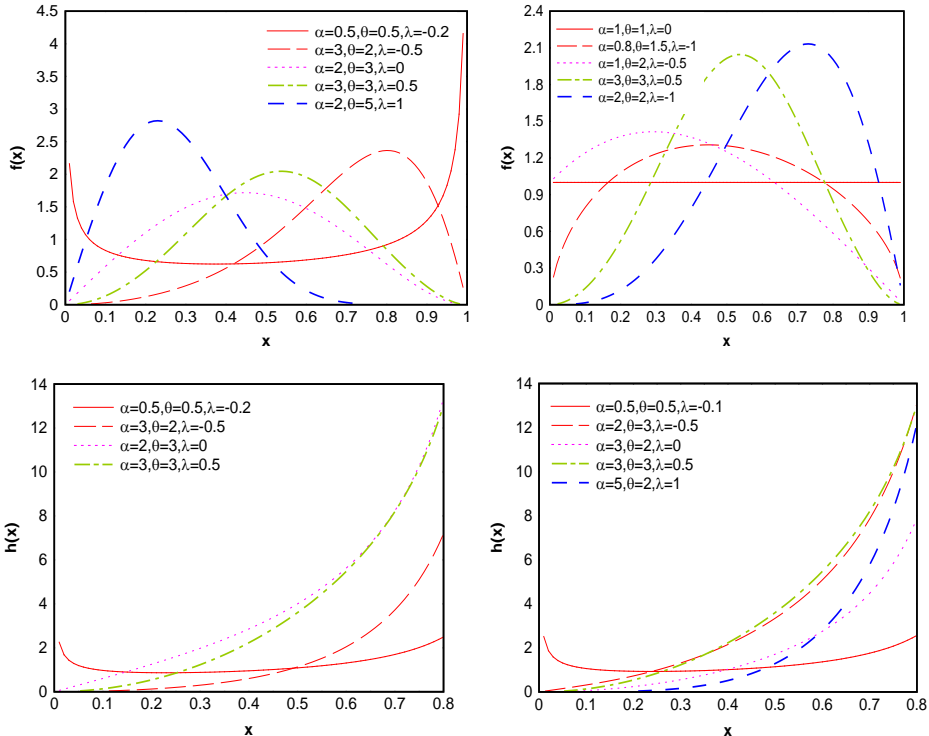 4.5
4
3.5
3
2.5
2
1.5
1
0.5
0
f(x)
0 0.1 0.2 0.3 0.4 0.5 0.6 0.7 0.8 0.9 1
x
α=0.5,θ=0.5,λ=-0.2
α=3,θ=2,λ=-0.5
α=2,θ=3,λ=0
α=3,θ=3,λ=0.5
α=2,θ=5,λ=1
2.4
2.1
1.8
1.5
1.2
0.9
0.6
0.3
0
f(x)
0 0.1 0.2 0.3 0.4 0.5 0.6 0.7 0.8 0.9 1
x
α=1,θ=1,λ=0
α=0.8,θ=1.5,λ=-1
α=1,θ=2,λ=-0.5
α=3,θ=3,λ=0.5
α=2,θ=2,λ=-1
14
12
10
8
6
4
2
0
h(x)
0 0.1 0.2 0.3 0.4 0.5 0.6 0.7 0.8
x
α=0.5,θ=0.5,λ=-0.2
α=3,θ=2,λ=-0.5
α=2,θ=3,λ=0
α=3,θ=3,λ=0.5
14
12
10
8
6
4
2
0
h(x)
0 0.1 0.2 0.3 0.4 0.5 0.6 0.7 0.8
x
α=0.5,θ=0.5,λ=-0.1
α=2,θ=3,λ=-0.5
α=3,θ=2,λ=0
α=3,θ=3,λ=0.5
α=5,θ=2,λ=1